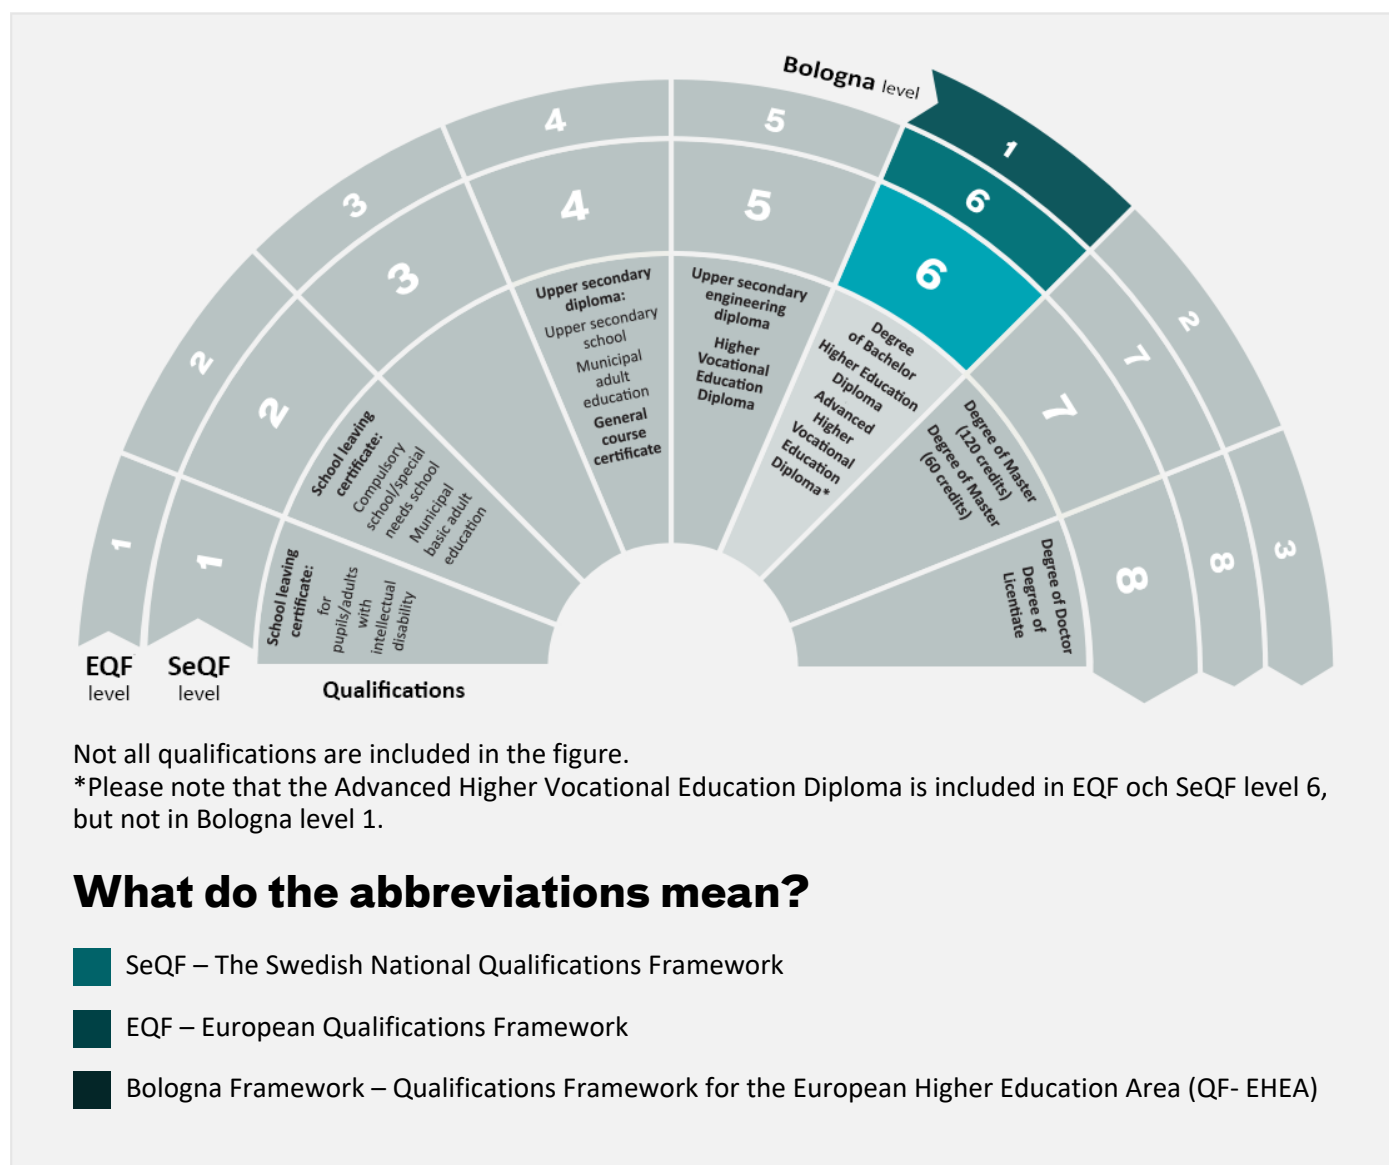 Bologna level
1
2
3
1
2
3
4
5
6
7
8
1
2
3
4
5
6
7
8
School leaving
certificate:
for
pupils/adults
with
intellectual
disability
School leaving
certificate:
Compulsory
school/special
needs school
Municipal
basic adult
education
Upper secondary
diploma:
Upper secondary
school
Municipal
adult
education
General
course
certificate
Upper secondary
engineering
diploma
Higher
Vocational
Education
Diploma
Degree
of Bachelor
Higher Education
Diploma
Advanced
Higher
Vocational
Education
Diploma*
Degree of Master
(120 credits)
Degree of Master
(60 credits)
Degree of Doctor
Degree of
Licentiate
EQF
level
SeQF
level
Qualifications
Not all qualifications are included in the figure.
*Please note that the Advanced Higher Vocational Education Diploma is included in EQF och SeQF level 6,
but not in Bologna level 1.
What do the abbreviations mean?
SeQF – The Swedish National Qualifications Framework
EQF – European Qualifications Framework
Bologna Framework – Qualifications Framework for the European Higher Education Area (QF- EHEA)